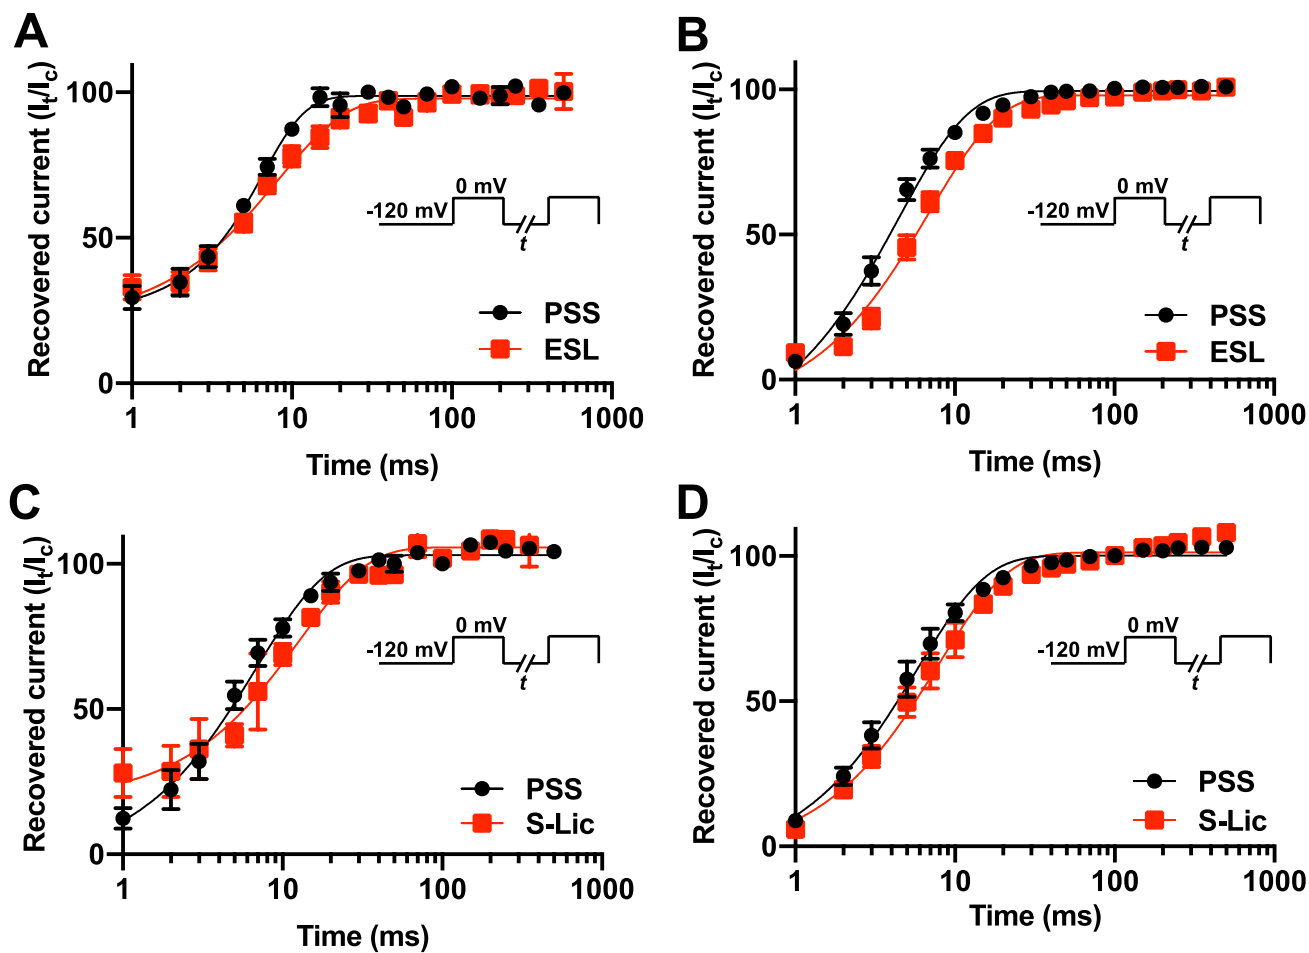 A
Recovered current (It/Ic)
100
50
0
0 mV
-120 mV
t
PSS
ESL
1
10
100
1000
Time (ms)
B
Recovered current (It/Ic)
100
50
0
0 mV
-120 mV
t
PSS
ESL
1
10
100
1000
Time (ms)
C
Recovered current (It/Ic)
100
50
0
0 mV
-120 mV
t
PSS
S-Lic
1
10
100
1000
Time (ms)
D
Recovered current (It/Ic)
100
50
0
0 mV
-120 mV
t
PSS
S-Lic
1
10
100
1000
Time (ms)